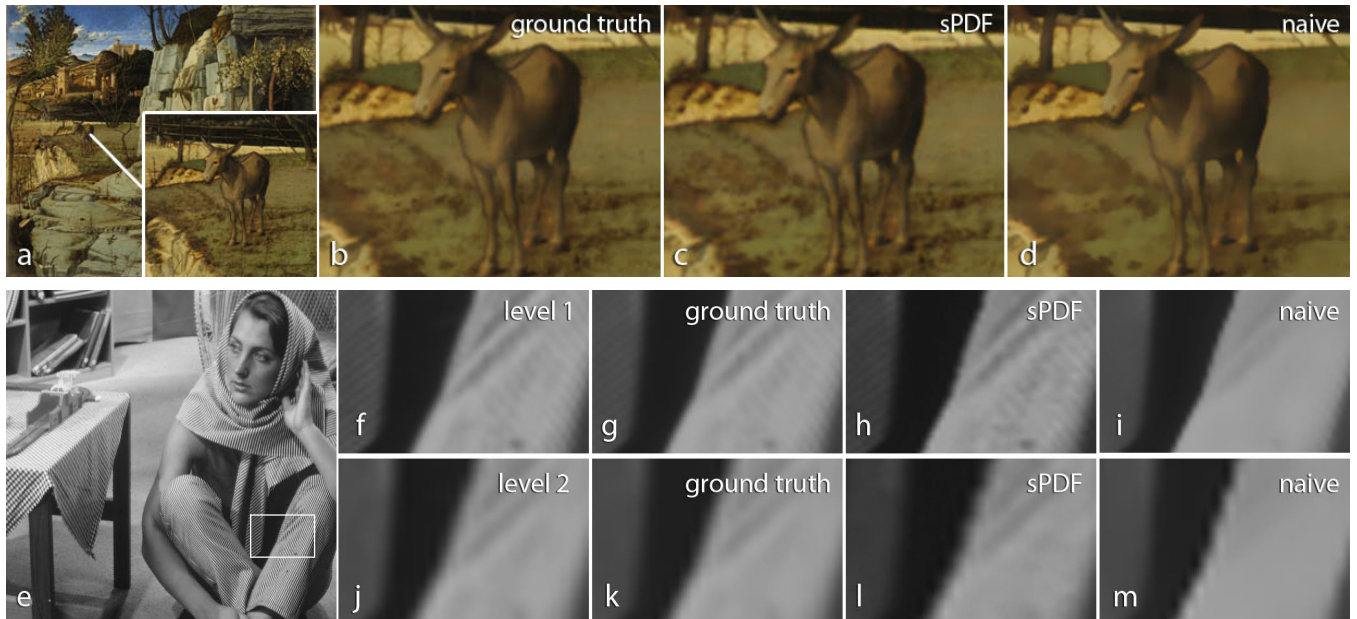 a
b
ground truth
c
sPDF
d
naive
e
f
level 1
g
ground truth
h
sPDF
i
naive
j
level 2
k
ground truth
l
sPDF
m
naive